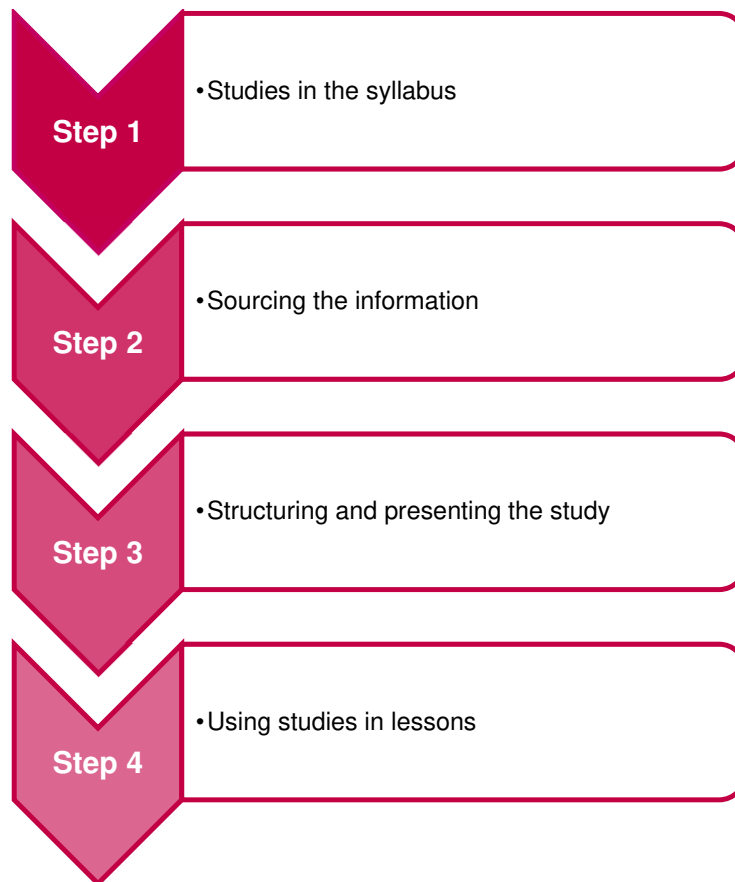 Step 1
•Studies in the syllabus
Step 2
•Sourcing the information
Step 3
•Structuring and presenting the study
Step 4
•Using studies in lessons